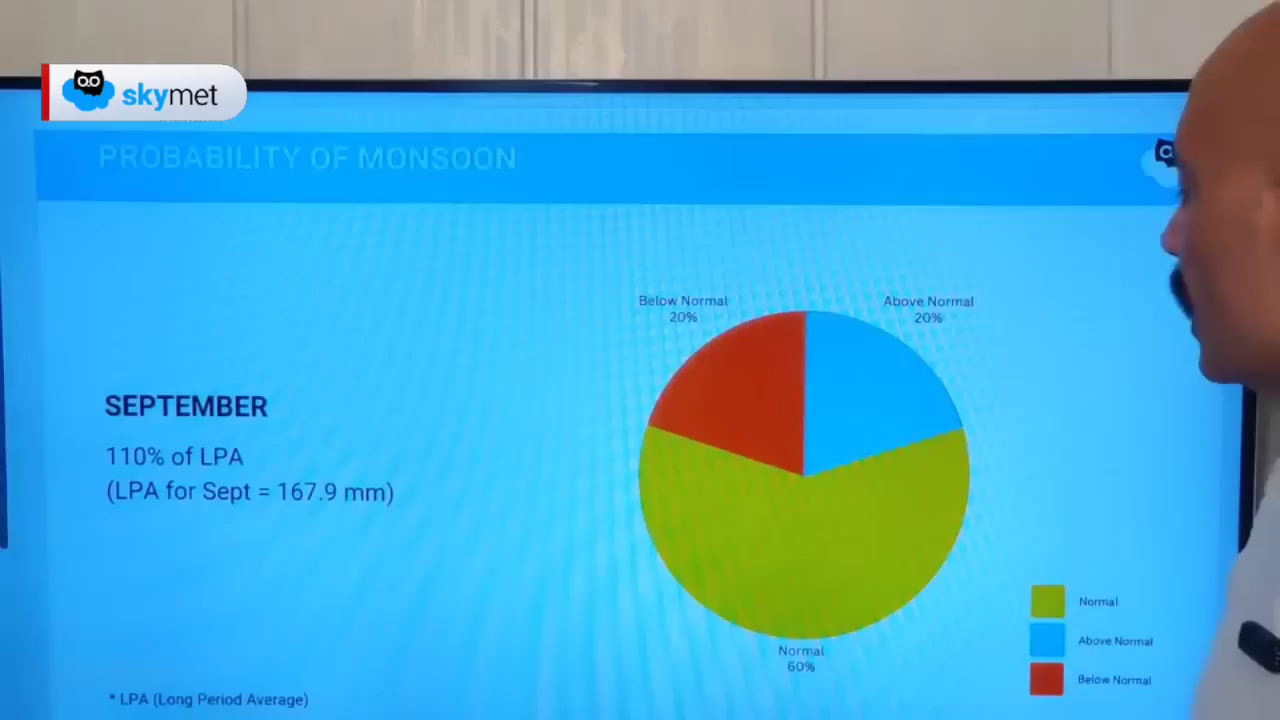 skymet
PROBABILITY OF MONSOON
Below Normal
20%
Above Normal
20%
SEPTEMBER
110% of LPA
(LPA for Sept = 167.9 mm)
Normal
60%
Normal
Above Normal
Below Normal
* LPA (Long Period Average)